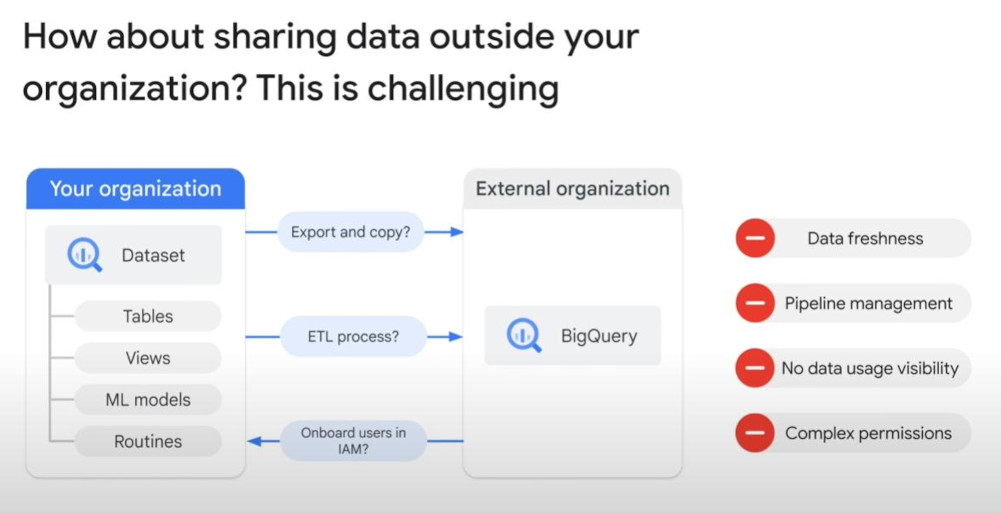 How about sharing data outside your
organization? This is challenging
Your organization
Dataset
Tables
Views
ML models
Routines
Export and copy?
ETL process?
Onboard users in
IAM?
External organization
BigQuery
Data freshness
Pipeline management
No data usage visibility
Complex permissions